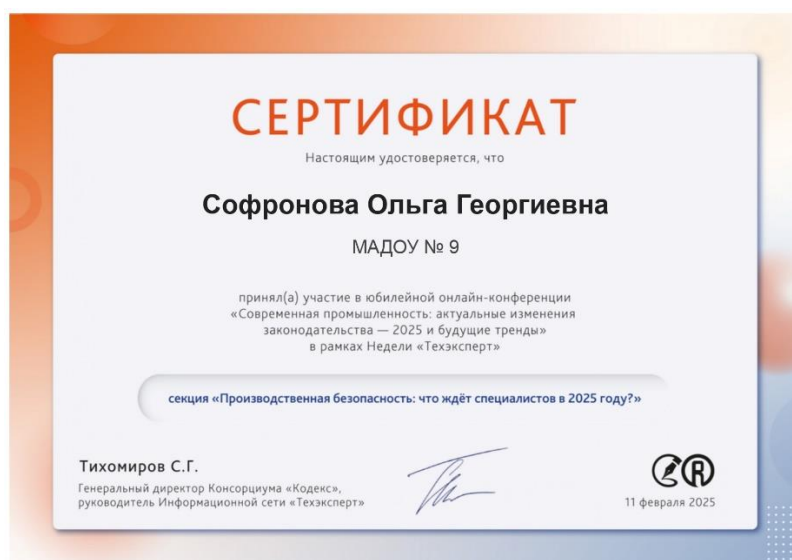 СЕРТИФИКАТ
Настоящим удостоверяется, что
Софронова Ольга Георгиевна
МАДОУ № 9
принял(а) участие в юбилейной онлайн-конференции
«Современная промышленность: актуальные изменения
законодательства — 2025 и будущие тренды»
в рамках Недели «Техэксперт»
секция «Производственная безопасность: что ждёт специалистов в 2025 году?»
Тихомиров С.Г.
Генеральный директор Консорциума «Кодекс»,
руководитель Информационной сети «Техэксперт»
11 февраля 2025